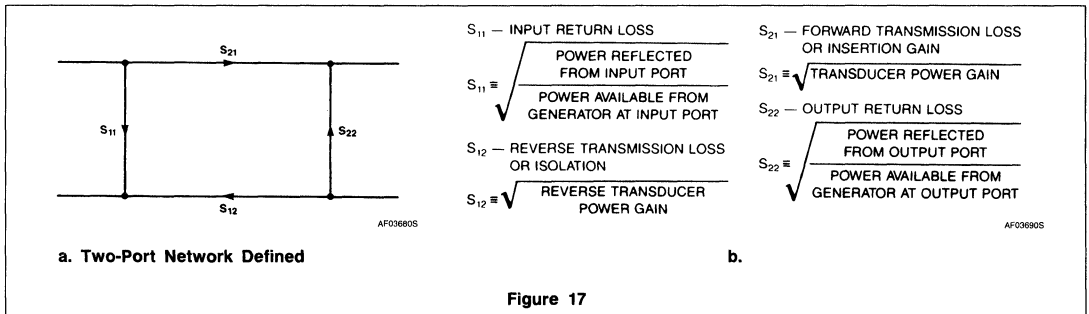 S21
S11
S22
S12
AF03680S
a. Two-Port Network Defined
S11 — INPUT RETURN LOSS
S11 ≡ √
POWER REFLECTED
FROM INPUT PORT
POWER AVAILABLE FROM
GENERATOR AT INPUT PORT
S12 — REVERSE TRANSMISSION LOSS
OR ISOLATION
S12 ≡ √
REVERSE TRANSDUCER
POWER GAIN
S21 — FORWARD TRANSMISSION LOSS
OR INSERTION GAIN
S21 ≡ √ TRANSDUCER POWER GAIN
S22 — OUTPUT RETURN LOSS
S22 ≡ √
POWER REFLECTED
FROM OUTPUT PORT
POWER AVAILABLE FROM
GENERATOR AT OUTPUT PORT
AF03690S
b.
Figure 17